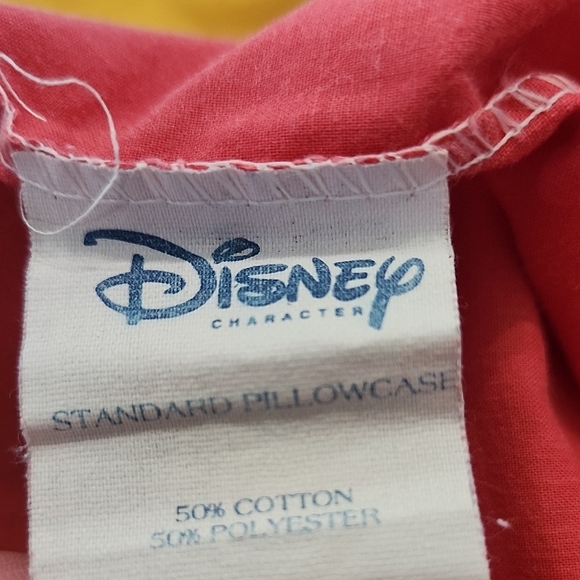 Disney
CHARACTER
STANDARD PILLOWCASE
50% COTTON
50% POLYESTER